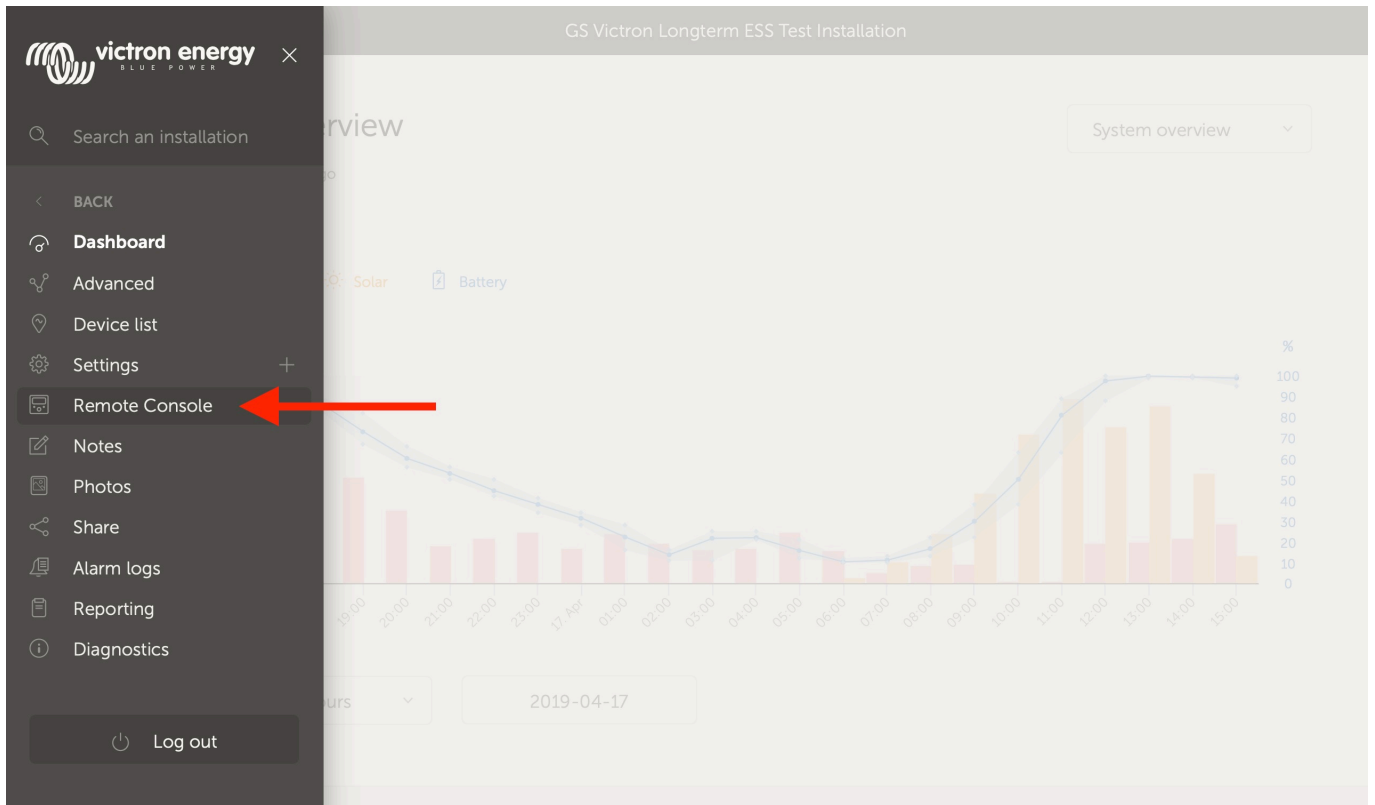 victron energy
BLUE POWER
GS Victron Longterm ESS Test Installation
Search an installation
rview
System overview
go
BACK
Dashboard
Advanced
Device list
Settings
Remote Console
Notes
Photos
Share
Alarm logs
Reporting
Diagnostics
Log out
Solar
Battery
%
100
90
80
70
60
50
40
30
20
10
0
19:00
20:00
21:00
22:00
23:00
17. Apr
01:00
02:00
03:00
04:00
05:00
06:00
07:00
08:00
09:00
10:00
11:00
12:00
13:00
14:00
15:00
urs
2019-04-17